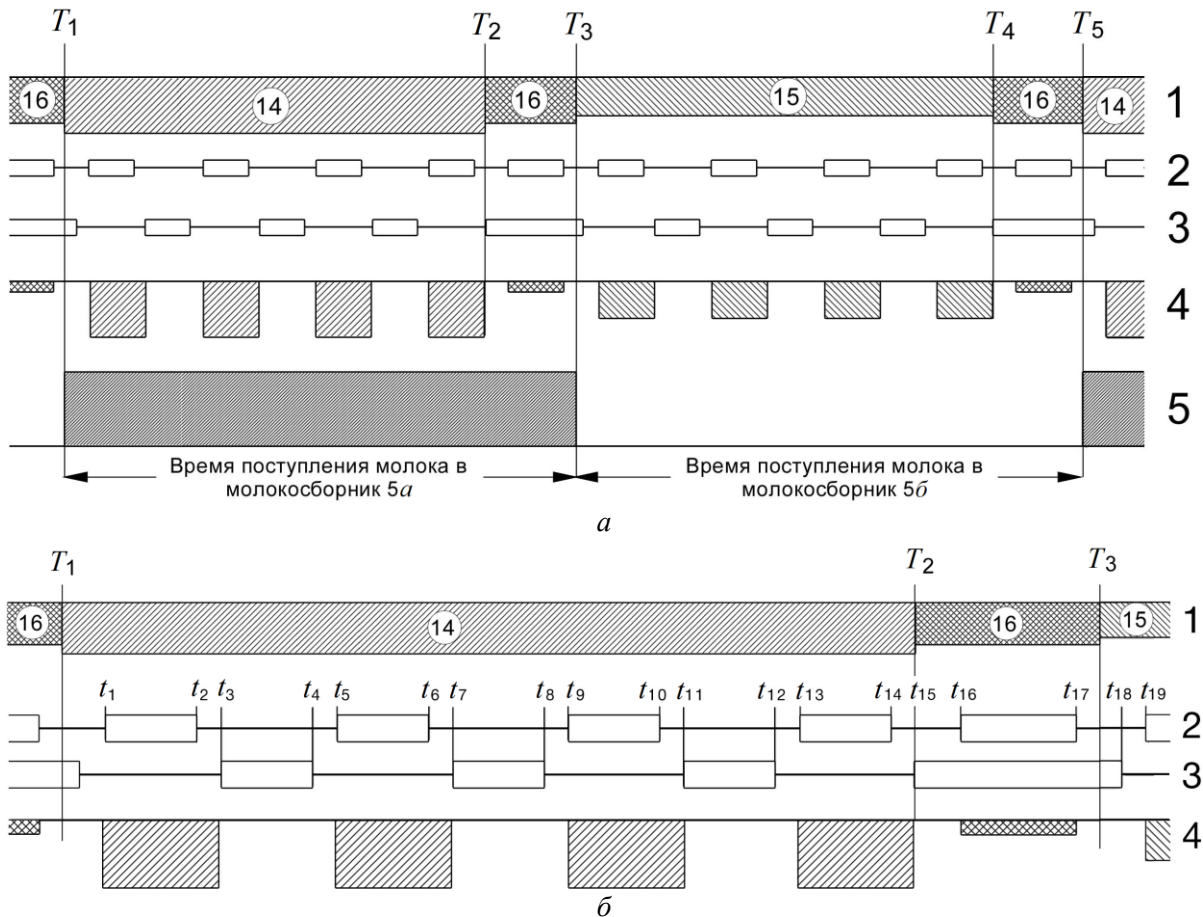 T1 T2 T3 T4 T5
16 14 16 15 16 14 1
2
3
4
5
Время поступления молока в
молокосборник 5а
Время поступления молока в
молокосборник 5б
а
T1 T2 T3
16 14 16 15 1
t1 t2 t3 t4 t5 t6 t7 t8 t9 t10 t11 t12 t13 t14 t15 t16 t17 t18 t19
2
3
4
б